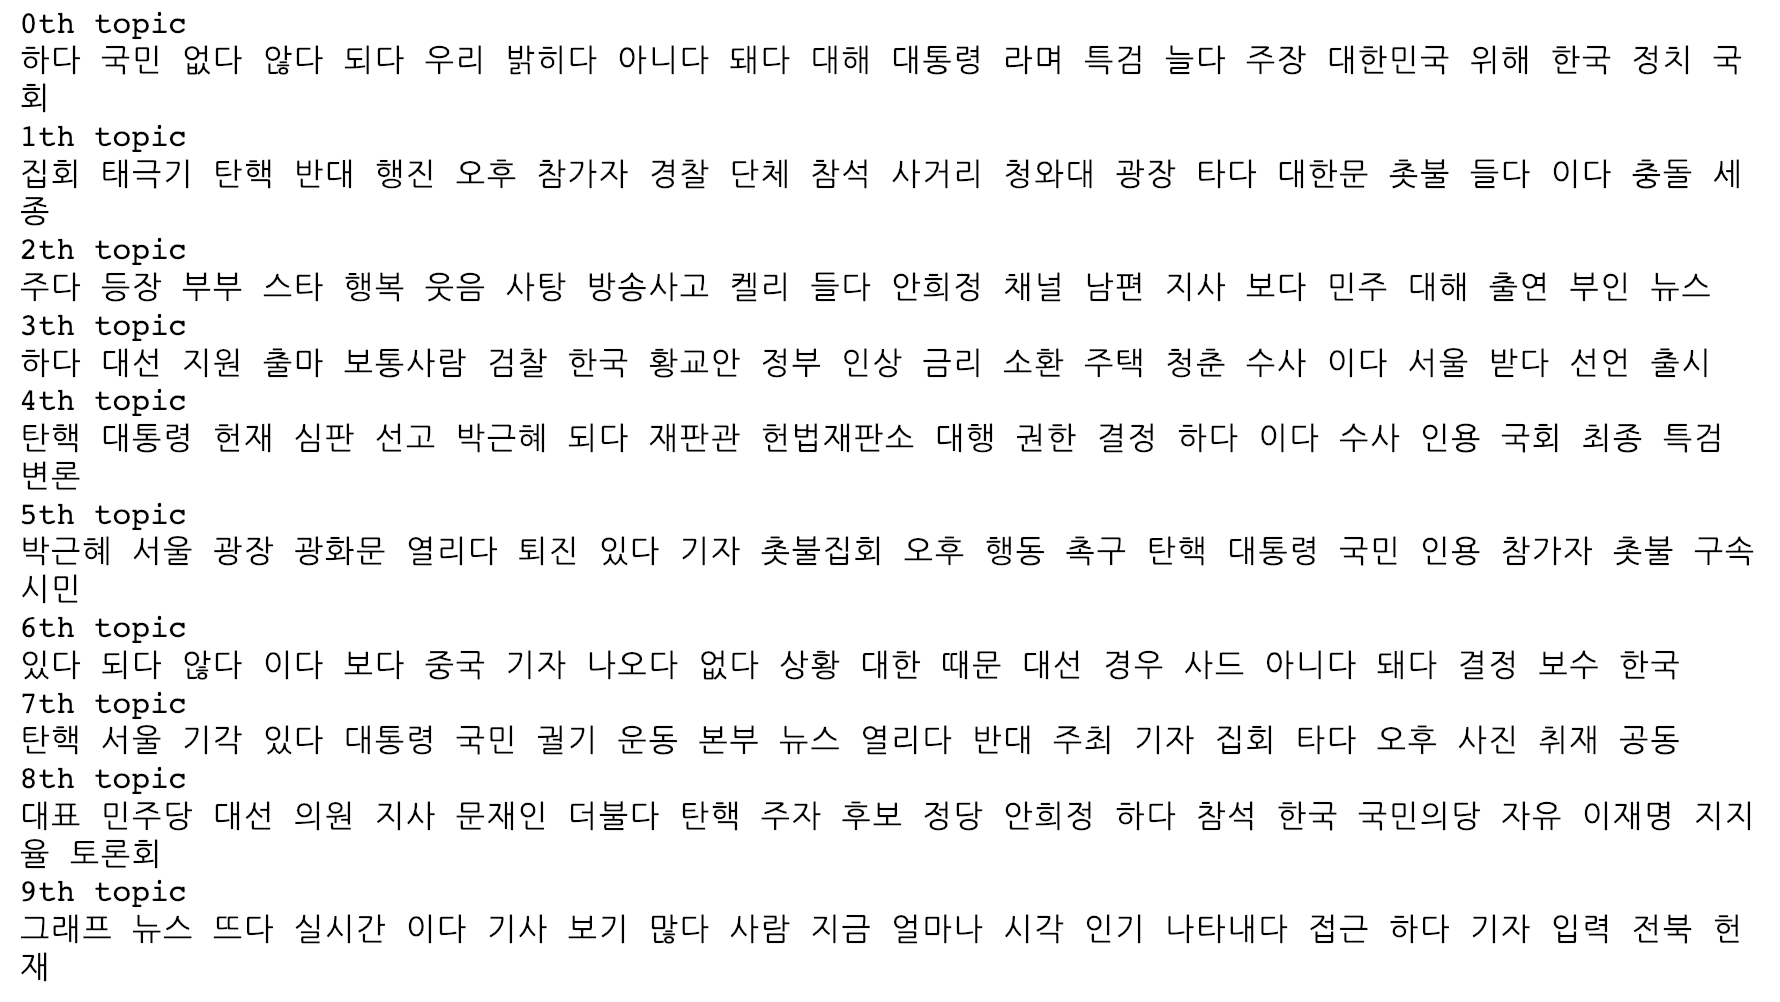 0th topic
하다 국민 없다 않다 되다 우리 밝히다 아니다 돼다 대해 대통령 라며 특검 늘다 주장 대한민국 위해 한국 정치 국
회
1th topic
집회 태극기 탄핵 반대 행진 오후 참가자 경찰 단체 참석 사거리 청와대 광장 타다 대한문 촛불 들다 이다 충돌 세
종
2th topic
주다 등장 부부 스타 행복 웃음 사탕 방송사고 켈리 들다 안희정 채널 남편 지사 보다 민주 대해 출연 부인 뉴스
3th topic
하다 대선 지원 출마 보통사람 검찰 한국 황교안 정부 인상 금리 소환 주택 청춘 수사 이다 서울 받다 선언 출시
4th topic
탄핵 대통령 헌재 심판 선고 박근혜 되다 재판관 헌법재판소 대행 권한 결정 하다 이다 수사 인용 국회 최종 특검
변론
5th topic
박근혜 서울 광장 광화문 열리다 퇴진 있다 기자 촛불집회 오후 행동 촉구 탄핵 대통령 국민 인용 참가자 촛불 구속
시민
6th topic
있다 되다 않다 이다 보다 중국 기자 나오다 없다 상황 대한 때문 대선 경우 사드 아니다 돼다 결정 보수 한국
7th topic
탄핵 서울 기각 있다 대통령 국민 궐기 운동 본부 뉴스 열리다 반대 주최 기자 집회 타다 오후 사진 취재 공동
8th topic
대표 민주당 대선 의원 지사 문재인 더불다 탄핵 주자 후보 정당 안희정 하다 참석 한국 국민의당 자유 이재명 지지
율 토론회
9th topic
그래프 뉴스 뜨다 실시간 이다 기사 보기 많다 사람 지금 얼마나 시각 인기 나타내다 접근 하다 기자 입력 전북 헌
재